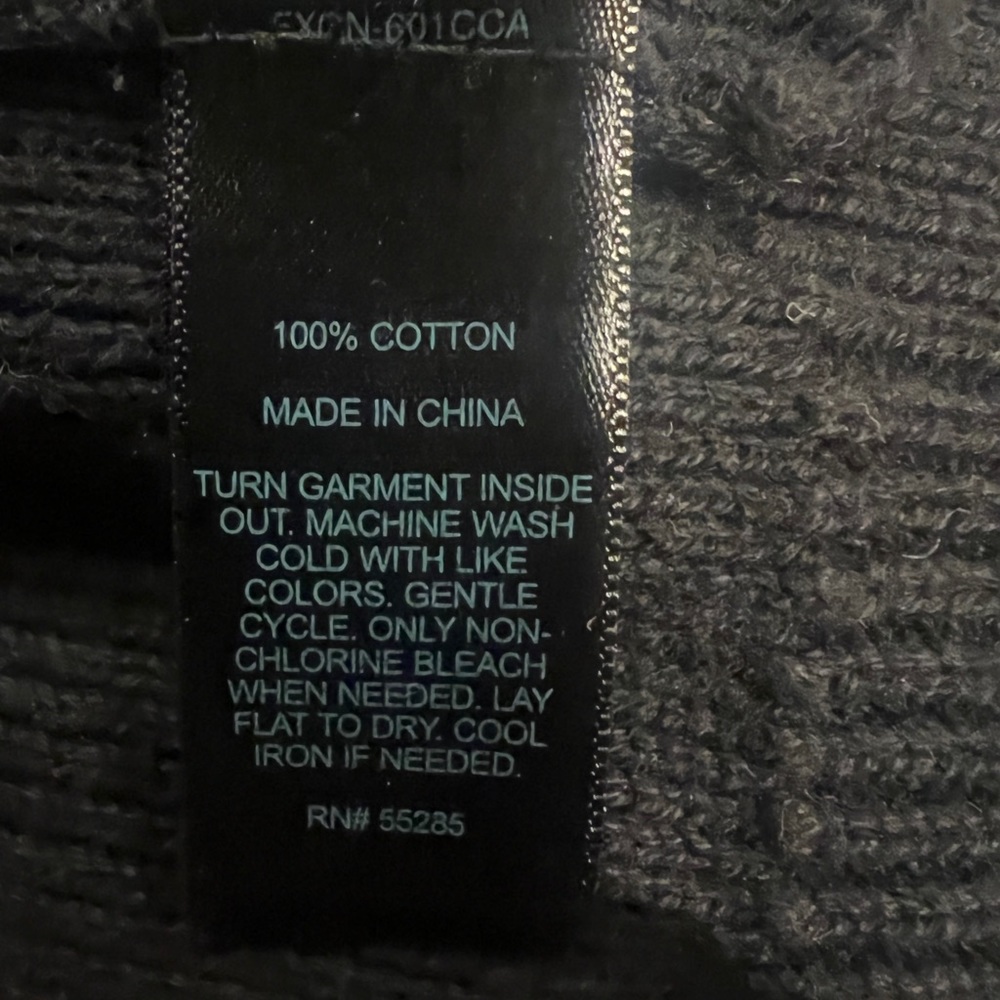 100% COTTON
MADE IN CHINA
TURN GARMENT INSIDE
OUT. MACHINE WASH
COLD WITH LIKE
COLORS. GENTLE
CYCLE. ONLY NON-
CHLORINE BLEACH
WHEN NEEDED. LAY
FLAT TO DRY. COOL
IRON IF NEEDED.
RN# 55285